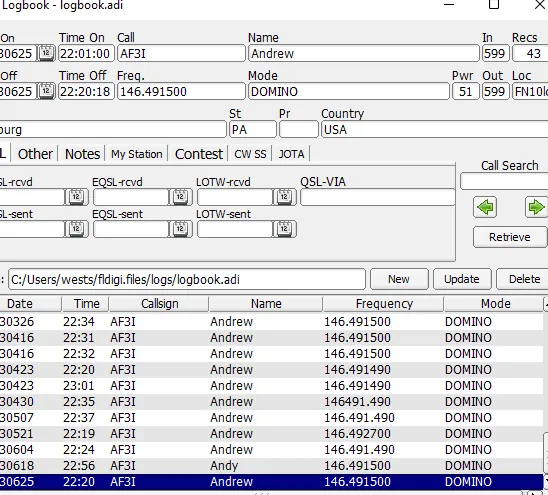 Logbook - logbook.adi
On Time On Call Name In Recs
30625 22:01:00 AF3I Andrew 599 43
Off Time Off Freq. Mode Pwr Out Loc
30625 22:20:18 146.491500 DOMINO 51 599 FN10l
St Pr Country
burg PA USA
L Other Notes My Station Contest CW SS JOTA
SL-rcvd EQSL-rcvd LOTW-rcvd QSL-VIA Call Search
SL-sent EQSL-sent LOTW-sent
Retrieve
: C:/Users/wests/fldigi.files/logs/logbook.adi New Update Delete
Date Time Callsign Name Frequency Mode
30326 22:34 AF3I Andrew 146.491500 DOMINO
30416 22:31 AF3I Andrew 146.491500 DOMINO
30416 22:32 AF3I Andrew 146.491500 DOMINO
30423 22:20 AF3I Andrew 146.491490 DOMINO
30423 23:01 AF3I Andrew 146.491490 DOMINO
30430 22:35 AF3I Andrew 146491.490 DOMINO
30507 22:37 AF3I Andrew 146.491.490 DOMINO
30521 22:19 AF3I Andrew 146.492700 DOMINO
30604 22:24 AF3I Andrew 146.491.490 DOMINO
30618 22:56 AF3I Andy 146.491500 DOMINO
30625 22:20 AF3I Andrew 146.491500 DOMINO